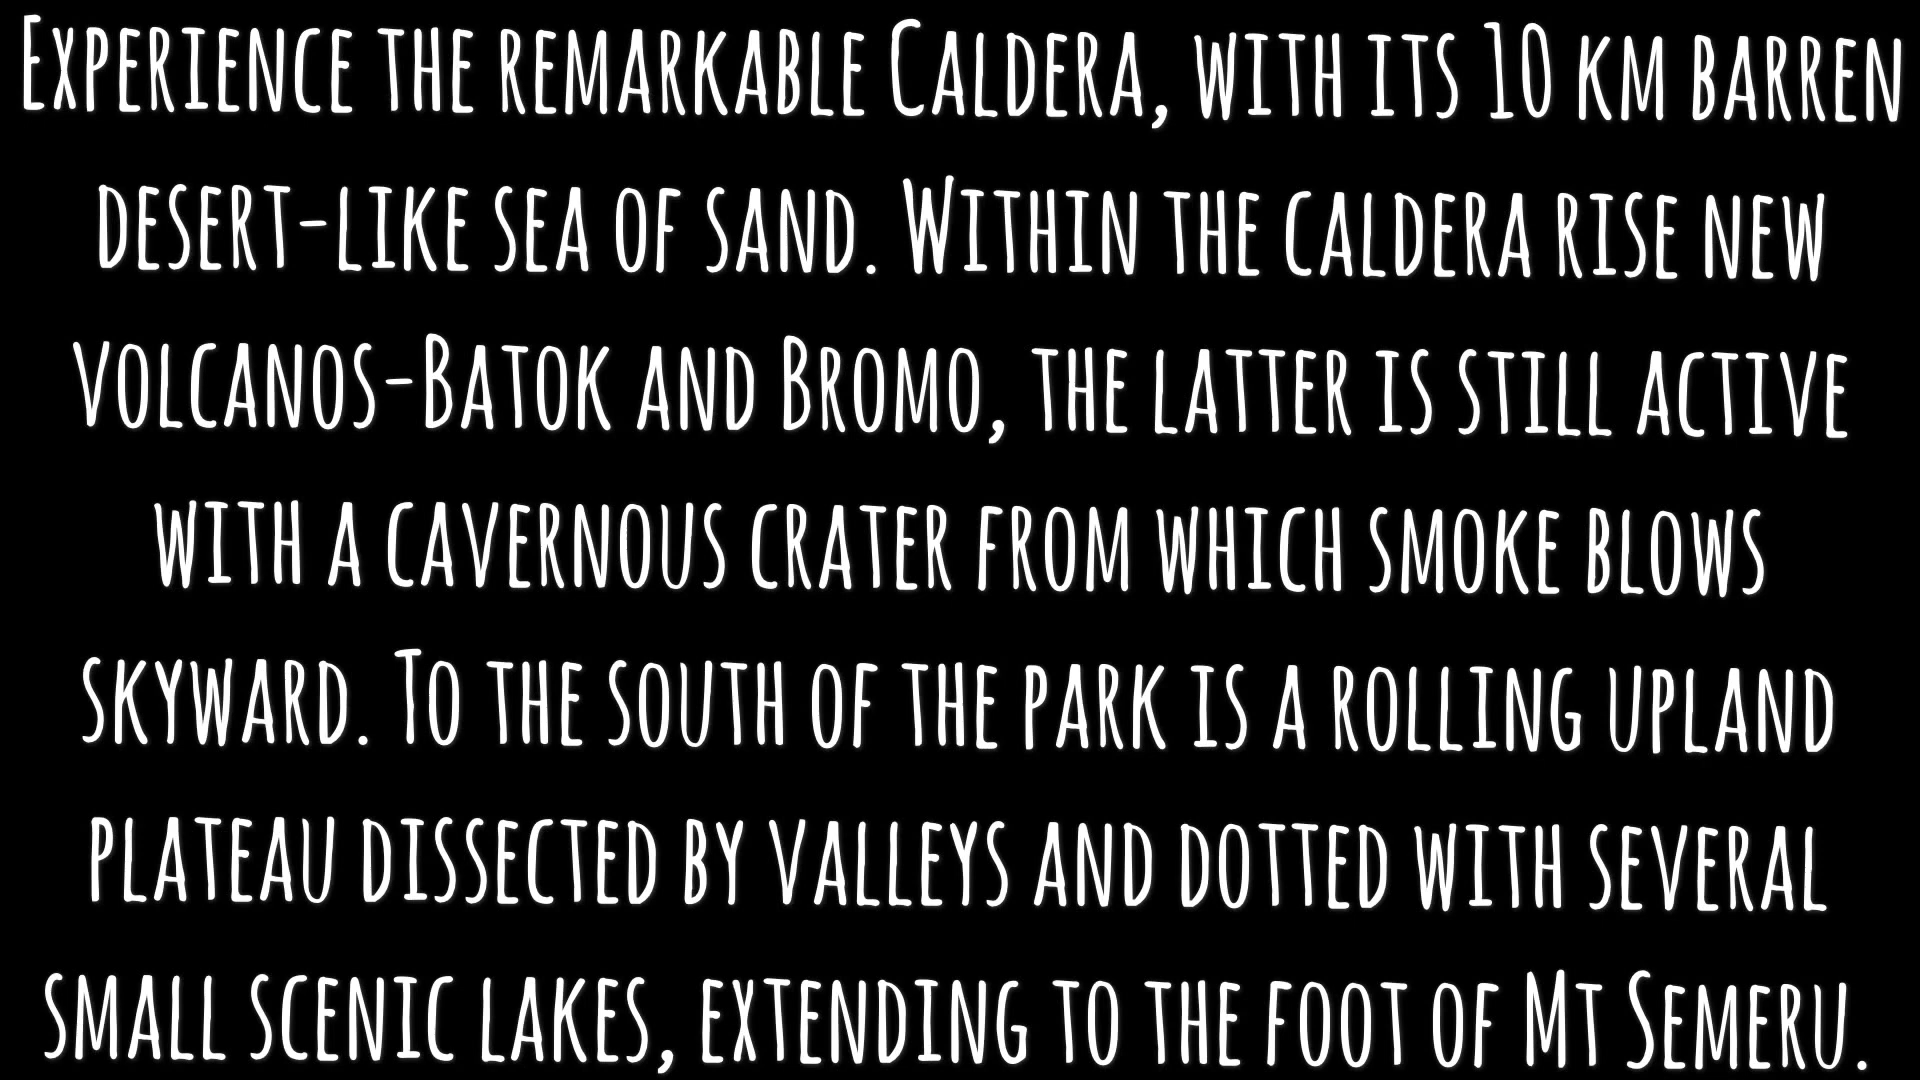 Experience the remarkable Caldera, with its 10 km barren
desert-like sea of sand. Within the caldera rise new
volcanos-Batok and Bromo, the latter is still active
with a cavernous crater from which smoke blows
skyward. To the south of the park is a rolling upland
plateau dissected by valleys and dotted with several
small scenic lakes, extending to the foot of Mt Semeru.